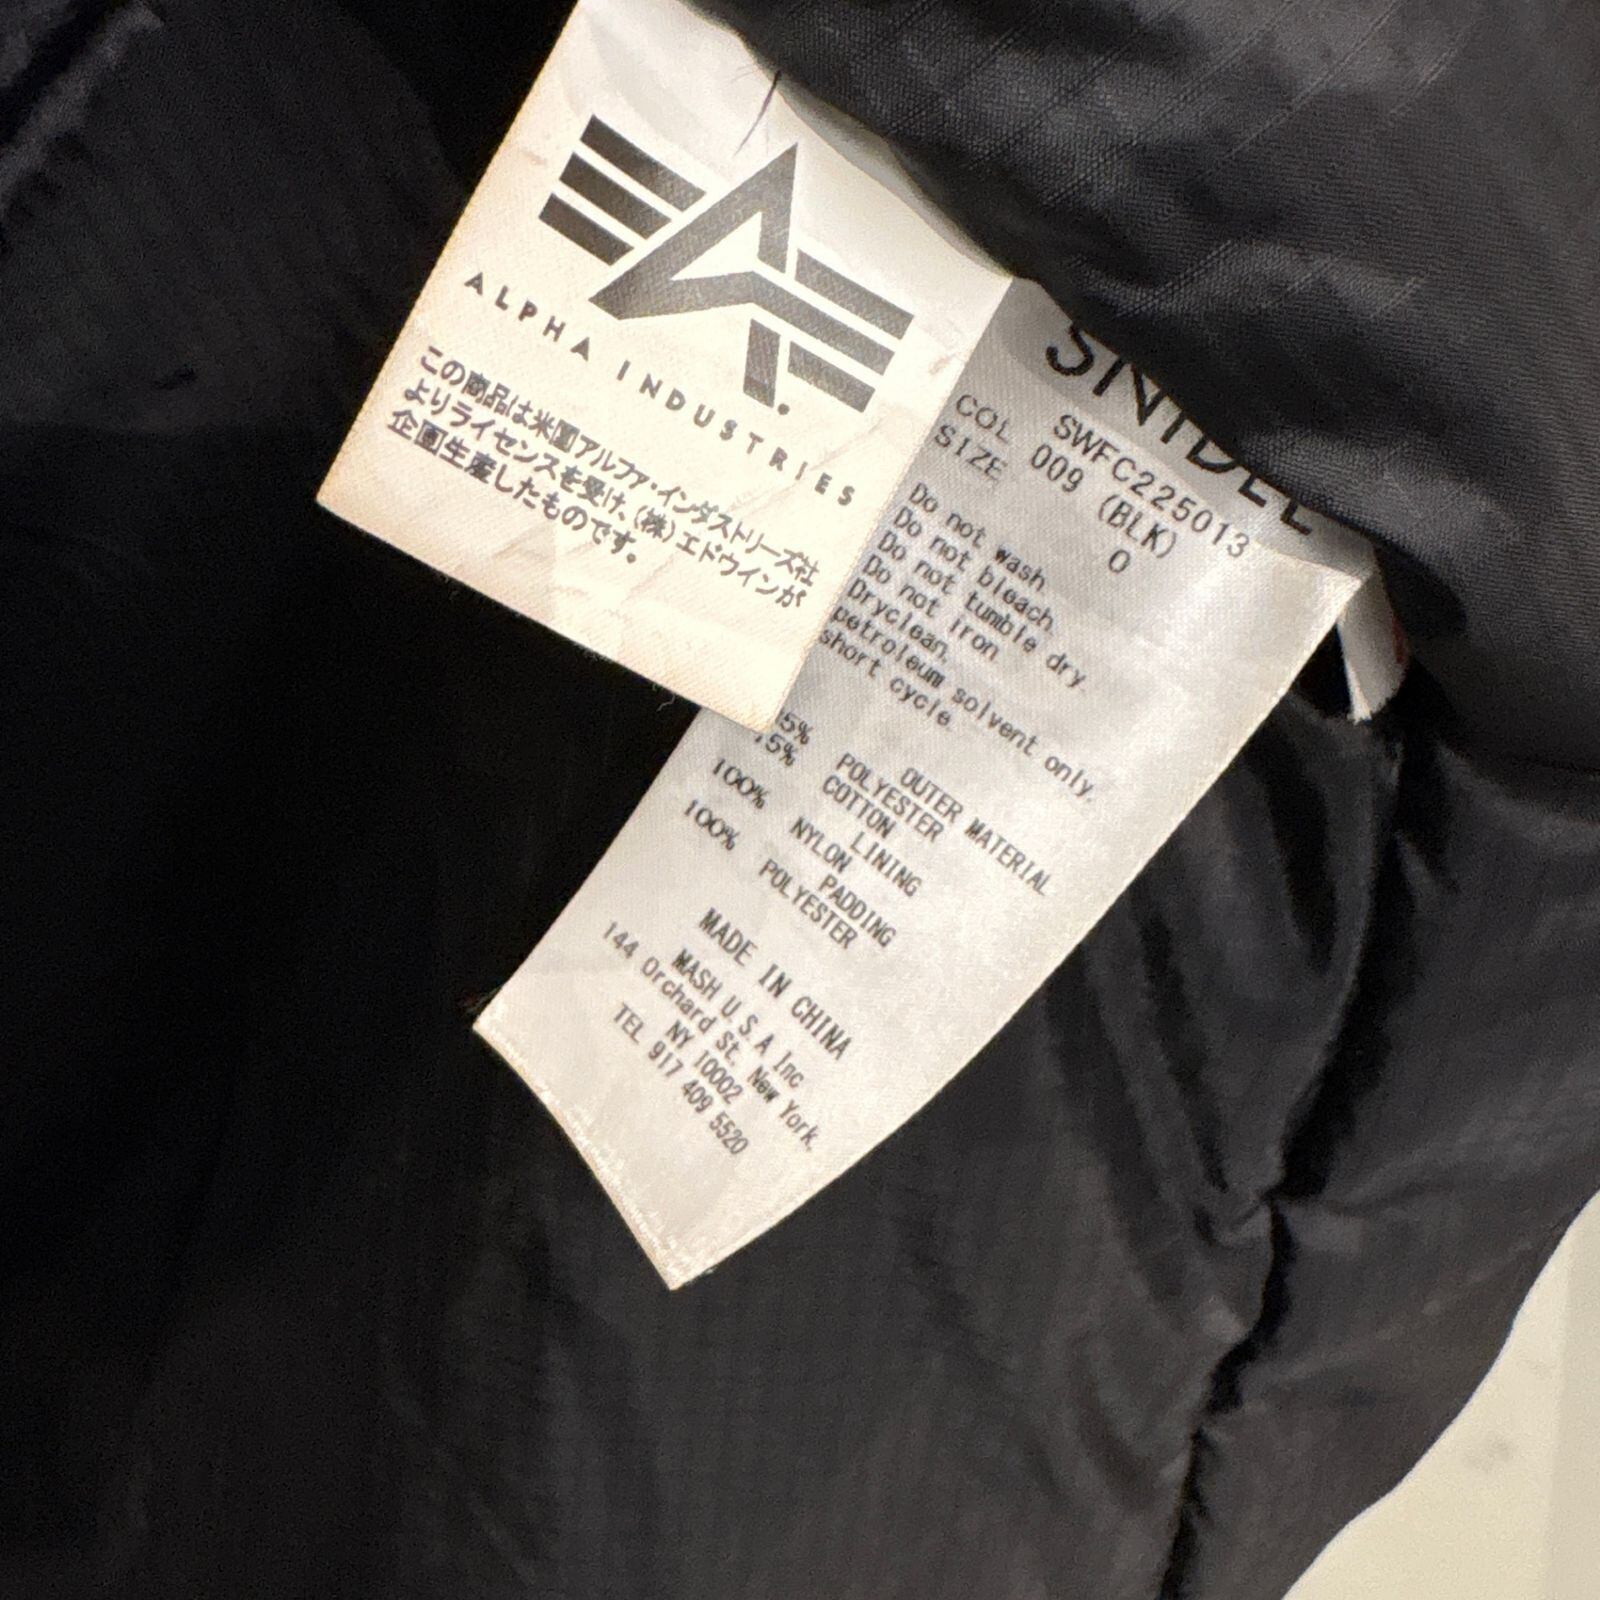 ALPHA INDUSTRIES
この商品は米國アルファ・インダストリーズ社
よりライセンスを受け、(株)エドウインが
企画生産したものです。
SNIDEL
SWFC225013
COL 009 (BLK)
SIZE 0
Do not wash.
Do not bleach.
Do not tumble dry.
Do not iron.
Dryclean,
petroleum solvent only.
short cycle.
OUTER MATERIAL
5% POLYESTER
5% COTTON
LINING
100% NYLON
PADDING
100% POLYESTER
MADE IN CHINA
MASH U.S.A Inc
144 Orchard St. New York.
NY 10002
TEL 917 409 5520